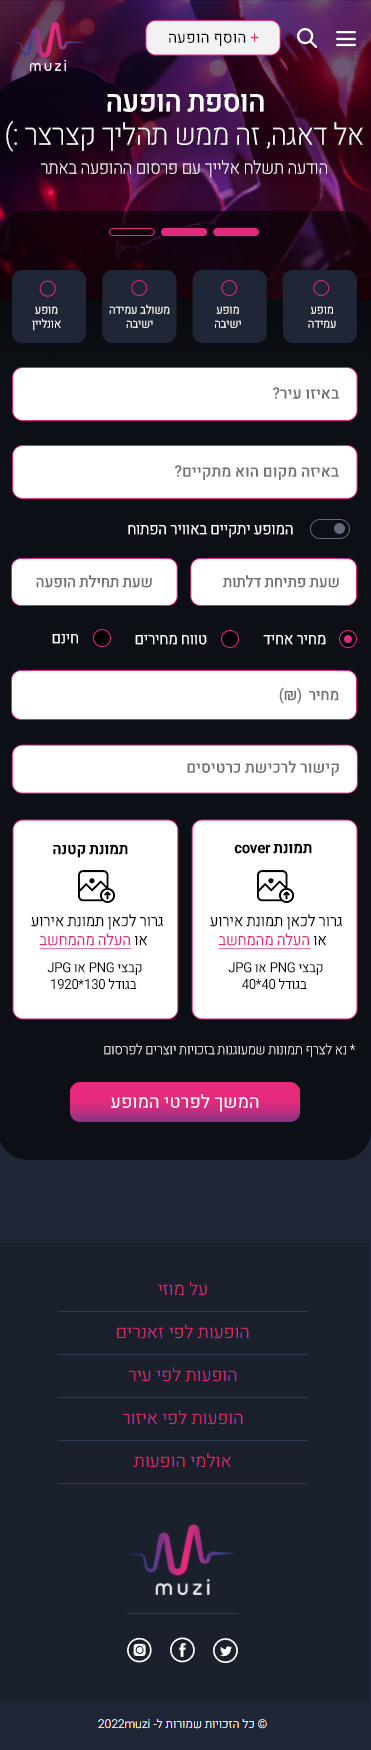 muzi
+ הוסף הופעה
הוספת הופעה
אל דאגה, זה ממש תהליך קצרצר :)
הודעה תשלח אלייך עם פרסום ההופעה באתר
מופע עמידה
מופע ישיבה
משולב עמידה ישיבה
מופע אונליין
באיזו עיר?
באיזה מקום הוא מתקיים?
המופע יתקיים באוויר הפתוח
שעת פתיחת דלתות
שעת תחילת הופעה
מחיר אחיד
טווח מחירים
חינם
מחיר (₪)
קישור לרכישת כרטיסים
תמונת cover
גרור לכאן תמונת אירוע
או העלה מהמחשב
קבצי PNG או JPG
בגודל 40*40
תמונת קטנה
גרור לכאן תמונת אירוע
או העלה מהמחשב
קבצי PNG או JPG
בגודל 130*1920
* נא לצרף תמונות שמעוגנות בזכויות יוצרים לפרסום
המשך לפרטי המופע
על מוזי
הופעות לפי זאנרים
הופעות לפי עיר
הופעות לפי איזור
אולמי הופעות
muzi
© כל הזכויות שמורות ל- 2022muzi